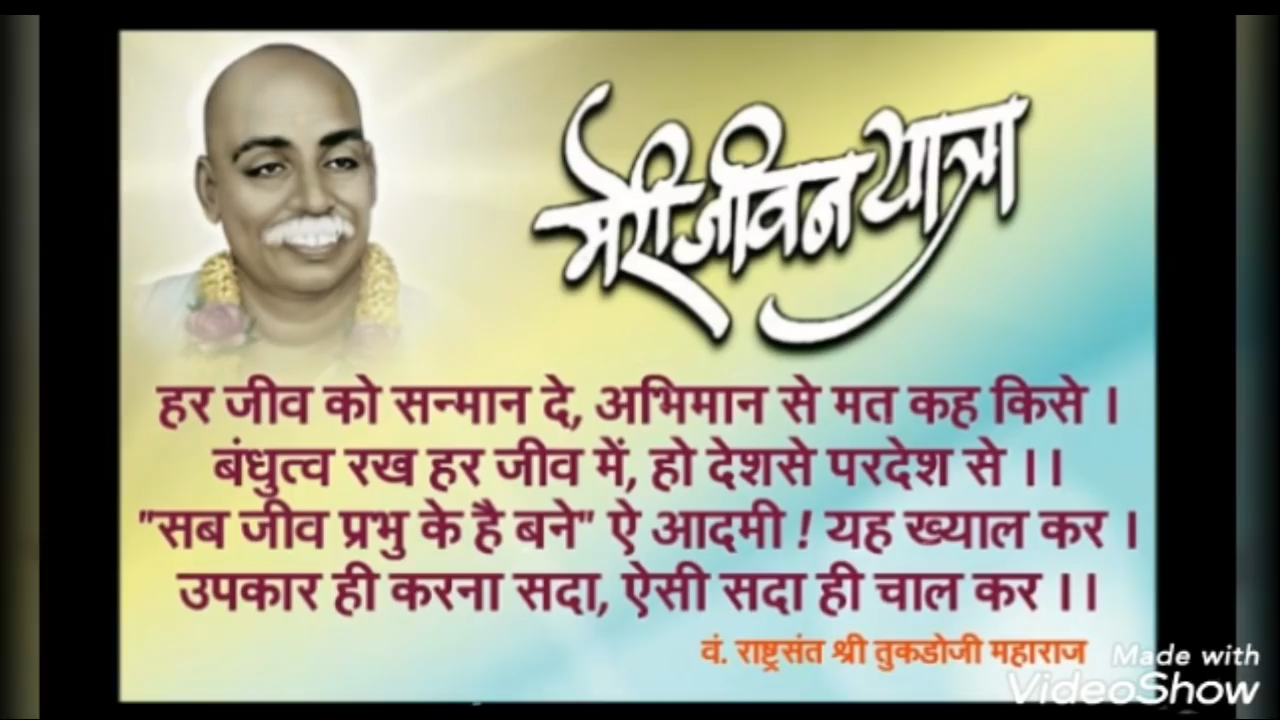 मेरी जीवन यात्रा
हर जीव को सन्मान दे, अभिमान से मत कह किसे ।
बंधुत्व रख हर जीव में, हो देशसे परदेश से ।।
"सब जीव प्रभु के है बने" ऐ आदमी ! यह ख्याल कर ।
उपकार ही करना सदा, ऐसी सदा ही चाल कर ।।
वं. राष्ट्रसंत श्री तुकडोजी महाराज
Made with
VideoShow